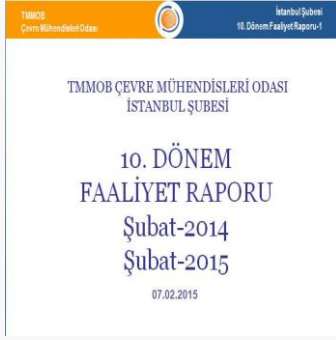 TMMOB
Çevre Mühendisleri Odası
İstanbul Şubesi
10. Dönem Faaliyet Raporu-1
TMMOB ÇEVRE MÜHENDİSLERİ ODASI
İSTANBUL ŞUBESİ
10. DÖNEM
FAALİYET RAPORU
Şubat-2014
Şubat-2015
07.02.2015